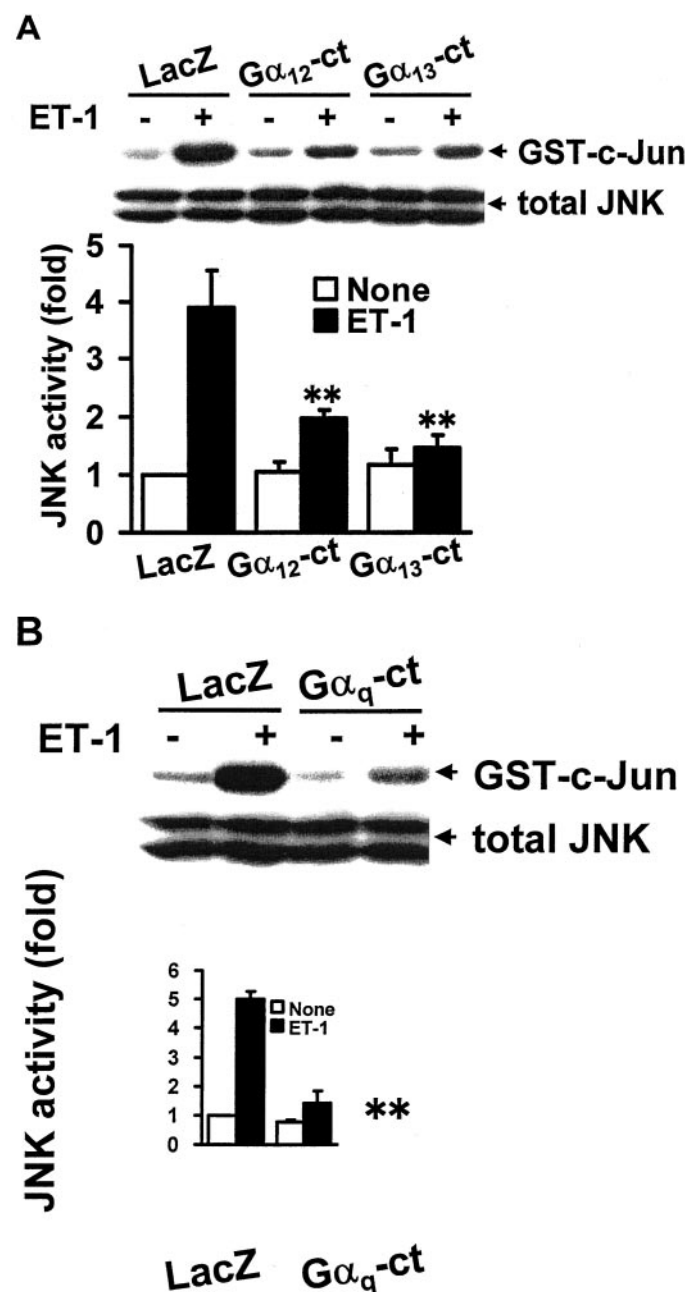 A
LacZ Gα12-ct Gα13-ct
ET-1 - + - + - +
GST-c-Jun
total JNK
JNK activity (fold)
5
4
3
2
1
0
None
ET-1
** **
LacZ Gα12-ct Gα13-ct
B
LacZ Gαq-ct
ET-1 - + - +
GST-c-Jun
total JNK
JNK activity (fold)
6
5
4
3
2
1
0
None
ET-1
**
LacZ Gαq-ct